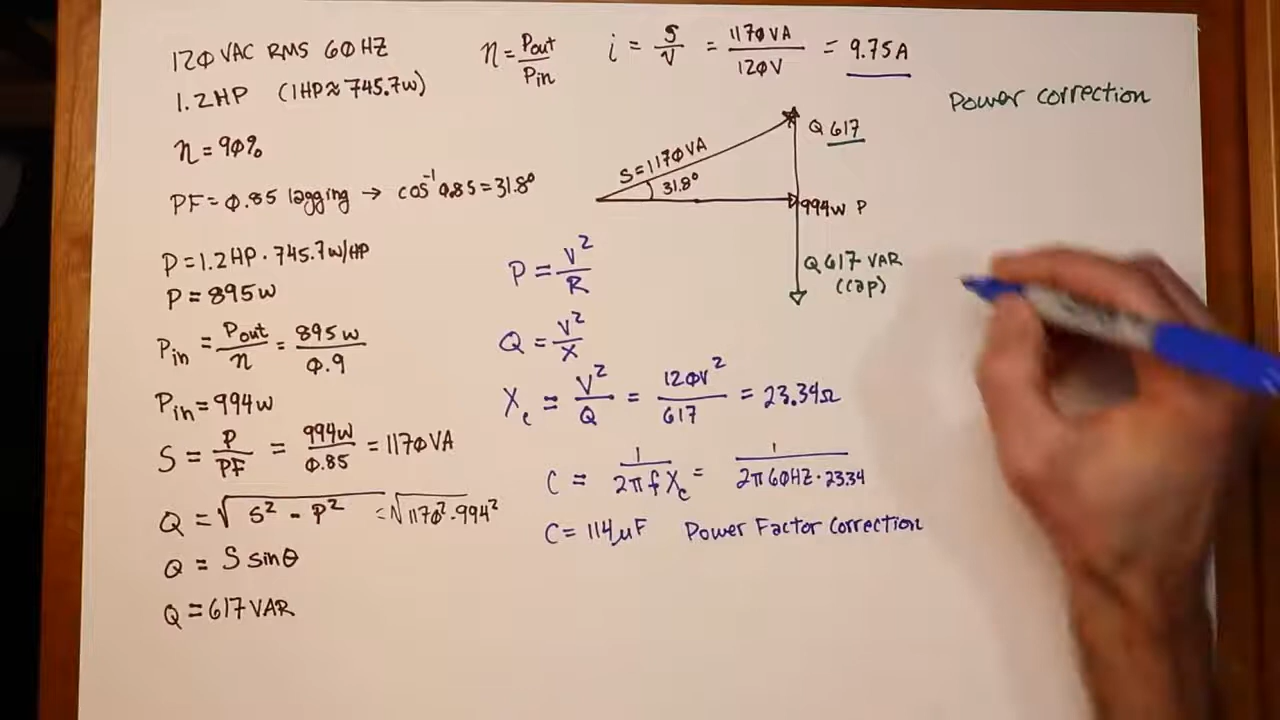 12φ VAC RMS 6φ HZ
1.2HP (1HP≈745.7W)
η = 9φ%
PF = φ.85 lagging → cos⁻¹ φ.85 = 31.8°
P = 1.2HP · 745.7W/HP
P = 895W
Pin = Pout/η = 895W/φ.9
Pin = 994W
S = P/PF = 994W/φ.85 = 117φ VA
Q = √S² - P² = √117φ² - 994²
Q = S sinθ
Q = 617 VAR
η = Pout/Pin
i = S/V = 117φ VA/12φV = 9.75A
S = 117φ VA
31.8°
Q 617
994W P
Q 617 VAR
(cap)
P = V²/R
Q = V²/X
Xc = V²/Q = 12φV²/617 = 23.34Ω
C = 1/2πfXc = 1/2π6φHZ·23.34
C = 114µF Power Factor Correction
Power correction